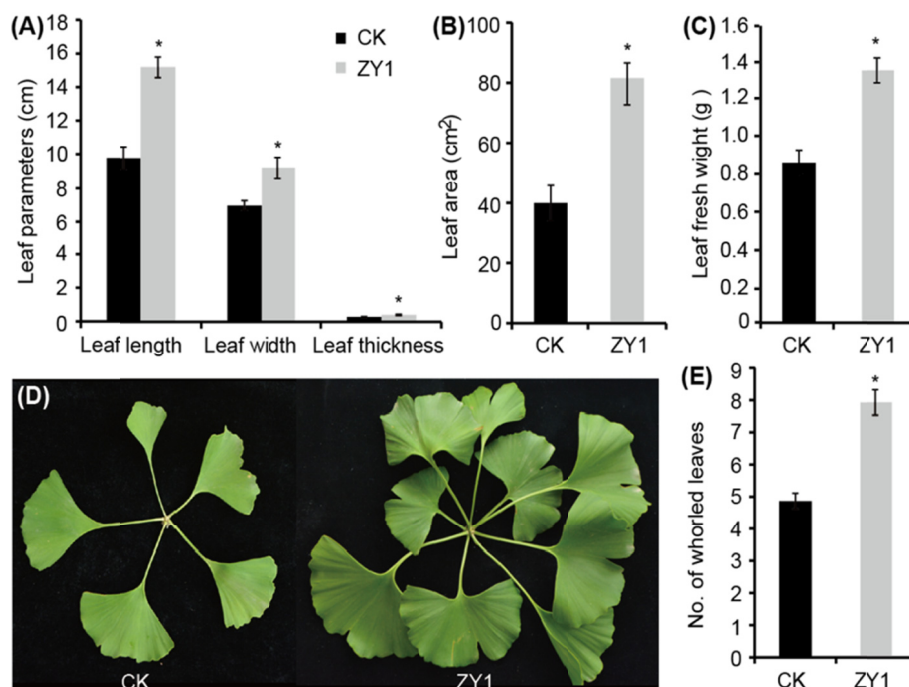 (A)
Leaf parameters (cm)
18
16
14
12
10
8
6
4
2
0
*
*
*
CK
ZY1
Leaf length
Leaf width
Leaf thickness
(B)
Leaf area (cm²)
100
80
60
40
20
0
*
CK
ZY1
(C)
Leaf fresh wight (g )
1.6
1.4
1.2
1.0
0.8
0.6
0.4
0.2
0
*
CK
ZY1
(D)
CK
ZY1
(E)
No. of whorled leaves
9
8
7
6
5
4
3
2
1
0
*
CK
ZY1